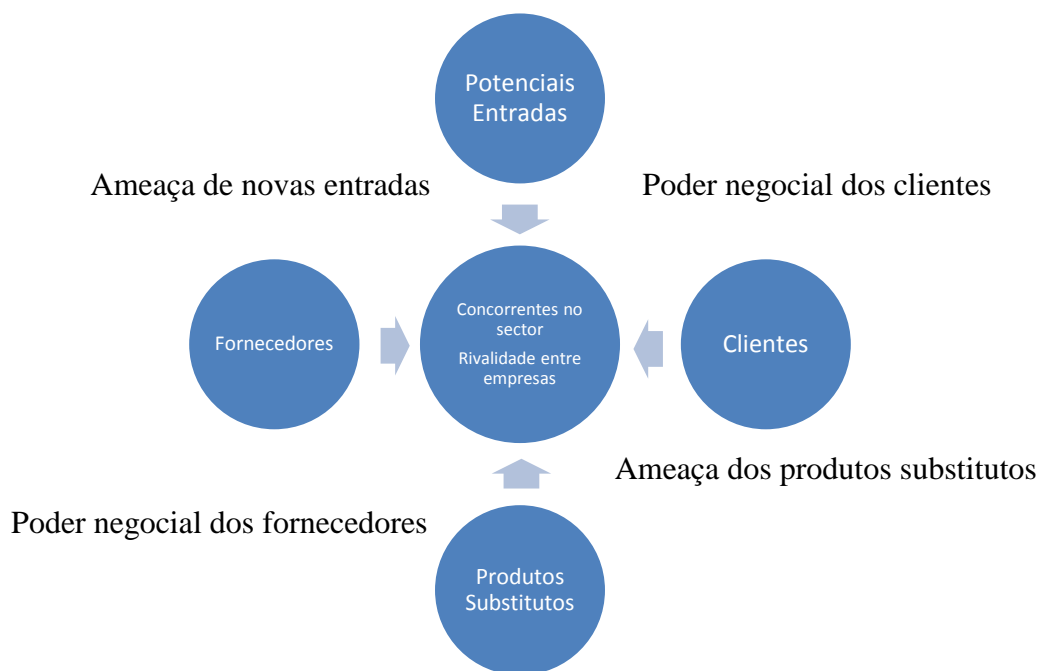 Potenciais
Entradas
Ameaça de novas entradas
Poder negocial dos clientes
Fornecedores
Concorrentes no
sector
Rivalidade entre
empresas
Clientes
Ameaça dos produtos substitutos
Poder negocial dos fornecedores
Produtos
Substitutos